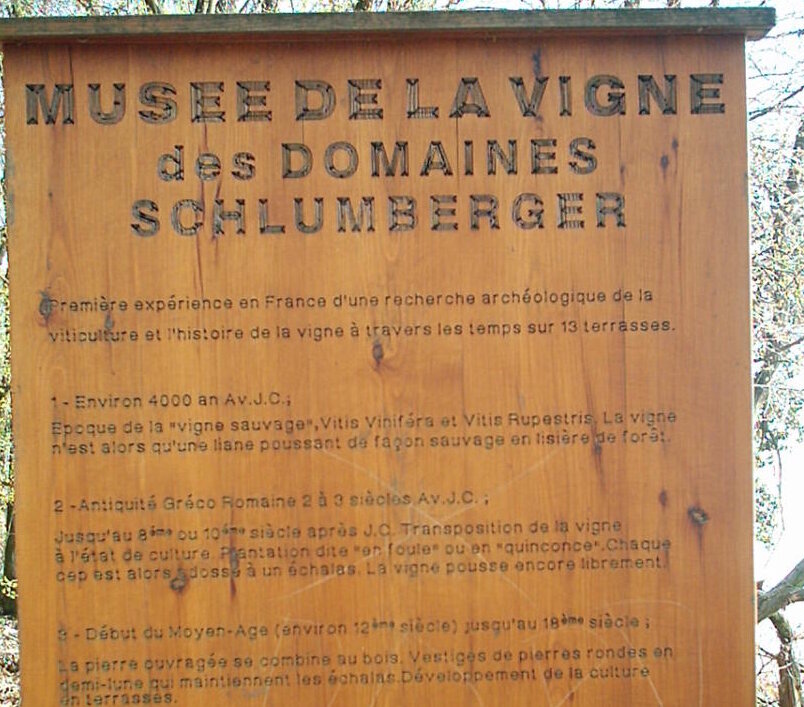 MUSEE DE LA VIGNE
des DOMAINES
SCHLUMBERGER
Première expérience en France d'une recherche archéologique de la
viticulture et l'histoire de la vigne à travers les temps sur 13 terrasses.
1 - Environ 4000 an Av.J.C.;
Epoque de la "vigne sauvage",Vitis Viniféra et Vitis Rupestris. La vigne
n'est alors qu'une liane poussant de façon sauvage en lisière de forêt.
2 -Antiquité Gréco Romaine 2 à 3 siècles Av.J.C. ;
Jusqu'au 8ème ou 10ème siècle après J.C. Transposition de la vigne
à l'état de culture. Plantation dite "en foule" ou en "quinconce".Chaque
cep est alors adossé à un échalas. La vigne pousse encore librement.
3 - Début du Moyen-Age (environ 12ème siècle) jusqu'au 18ème siècle ;
La pierre ouvragée se combine au bois. Vestiges de pierres rondes en
demi-lune qui maintiennent les échalas.Développement de la culture
en terrasses.